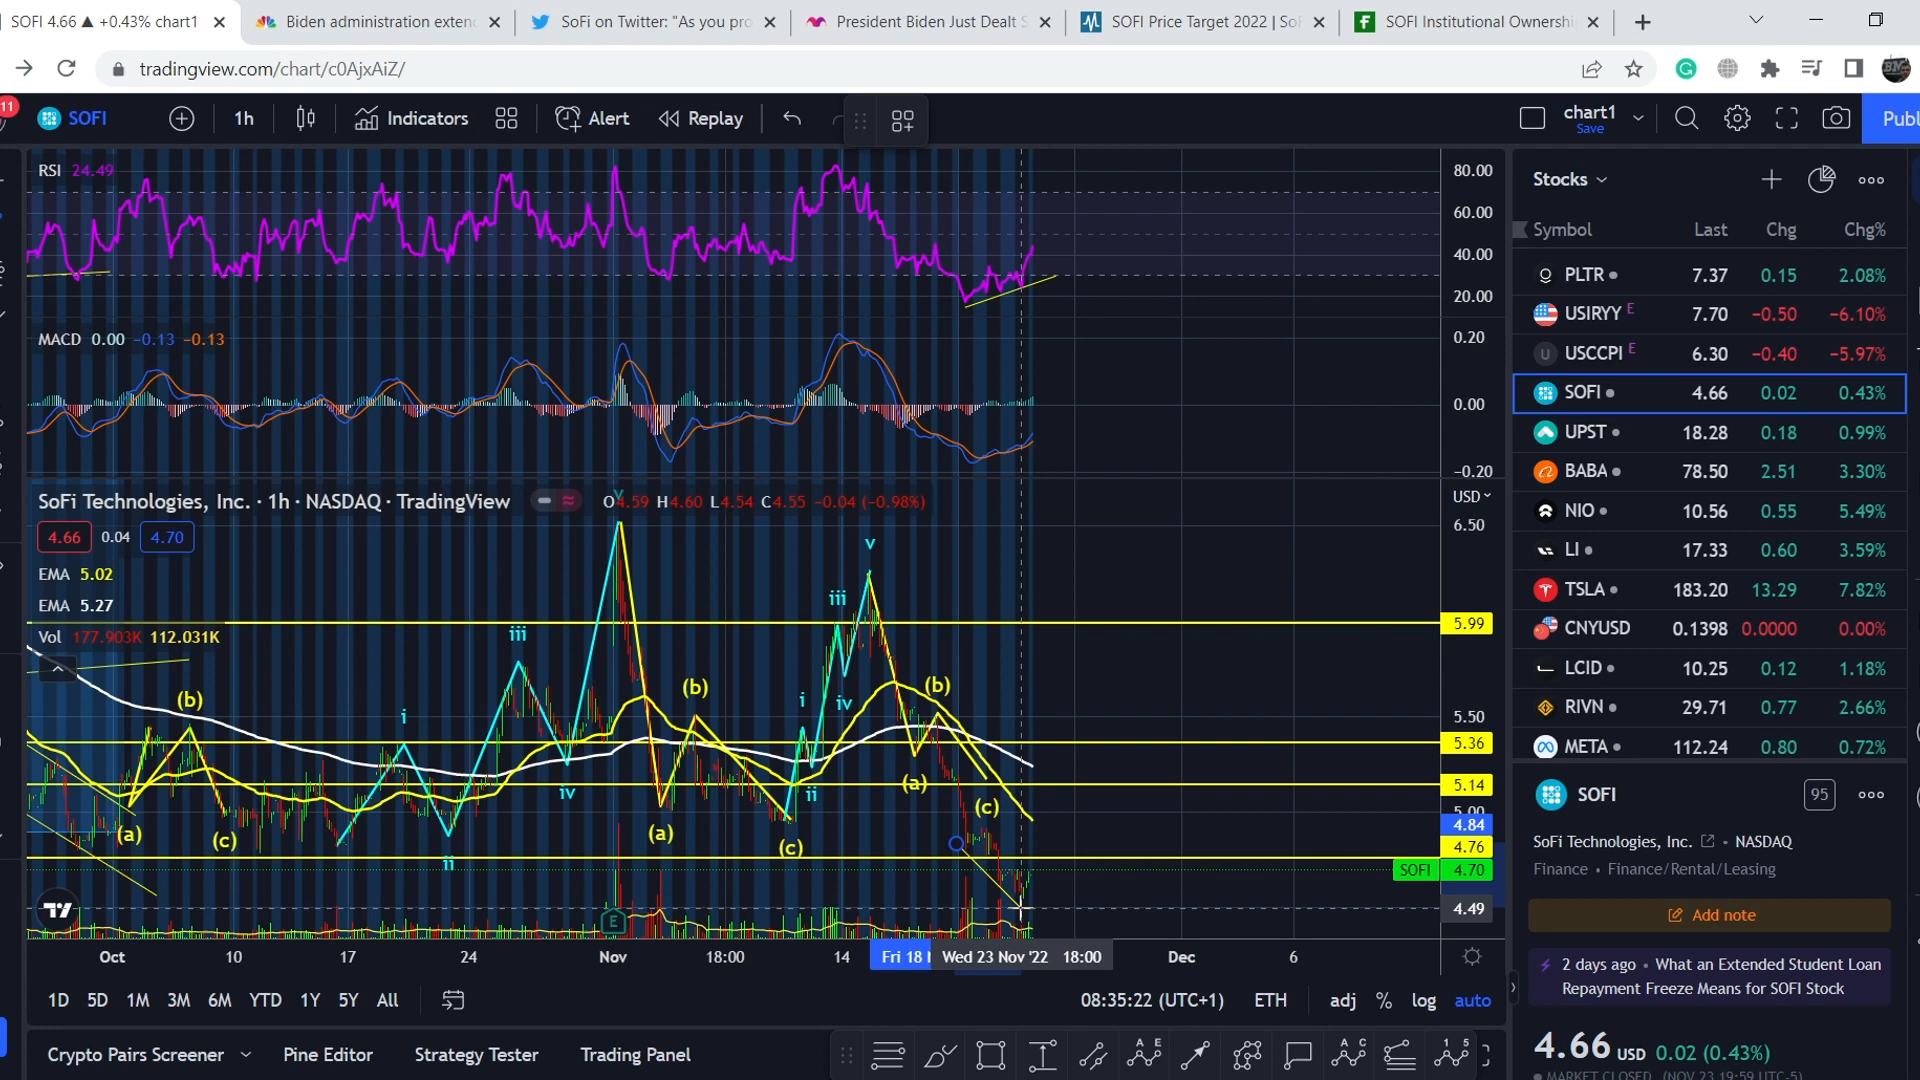 SOFI 4.66 ▲ +0.43% chart1
Biden administration exten
SoFi on Twitter: "As you pro
President Biden Just Dealt S
SOFI Price Target 2022 | SoF
SOFI Institutional Ownershi
tradingview.com/chart/c0AjxAiZ/
11
SOFI
1h
Indicators
Alert
Replay
chart1
Save
Publ
RSI 24.49
80.00
60.00
40.00
20.00
MACD 0.00 −0.13 −0.13
0.20
0.00
−0.20
SoFi Technologies, Inc. · 1h · NASDAQ · TradingView
O4.59 H4.60 L4.54 C4.55 −0.04 (−0.98%)
USD
4.66 0.04 4.70
EMA 5.02
EMA 5.27
Vol 177.903K 112.031K
6.50
5.99
5.50
5.36
5.14
5.00
4.84
4.76
SOFI 4.70
4.49
(a)
(b)
(c)
i
ii
iii
iv
v
(a)
(b)
(c)
i
ii
iii
iv
v
(a)
(b)
(c)
E
Oct
10
17
24
Nov
18:00
14
Fri 18 N
Wed 23 Nov '22 18:00
Dec
6
1D 5D 1M 3M 6M YTD 1Y 5Y All
08:35:22 (UTC+1)
ETH
adj % log auto
Crypto Pairs Screener
Pine Editor
Strategy Tester
Trading Panel
Stocks
Symbol Last Chg Chg%
PLTR 7.37 0.15 2.08%
USIRYY E 7.70 −0.50 −6.10%
U USCCPI E 6.30 −0.40 −5.97%
SOFI 4.66 0.02 0.43%
UPST 18.28 0.18 0.99%
BABA 78.50 2.51 3.30%
NIO 10.56 0.55 5.49%
LI 17.33 0.60 3.59%
TSLA 183.20 13.29 7.82%
CNYUSD 0.1398 0.0000 0.00%
LCID 10.25 0.12 1.18%
RIVN 29.71 0.77 2.66%
META 112.24 0.80 0.72%
SOFI
95
SoFi Technologies, Inc. • NASDAQ
Finance • Finance/Rental/Leasing
Add note
2 days ago • What an Extended Student Loan
Repayment Freeze Means for SOFI Stock
4.66 USD 0.02 (0.43%)
MARKET CLOSED (NOV 23 19:59 UTC-5)